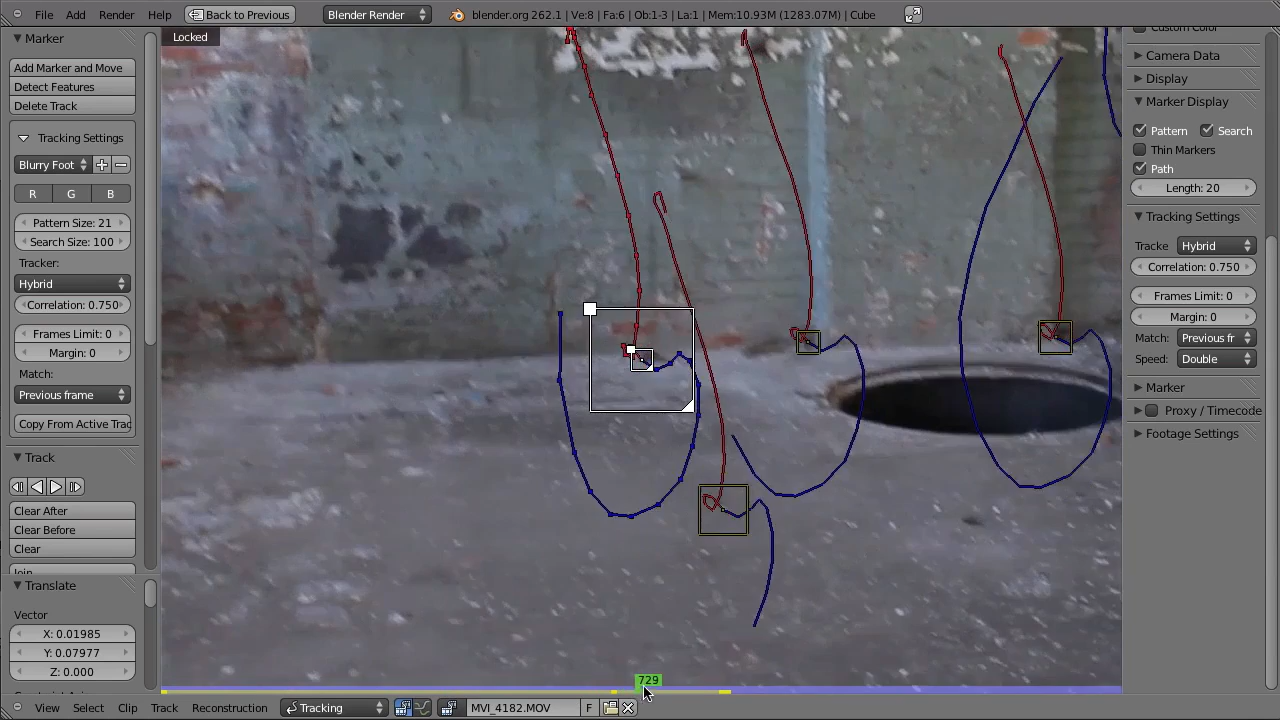 File Add Render Help Back to Previous Blender Render blender.org 262.1 | Ve:8 | Fa:6 | Ob:1-3 | La:1 | Mem:10.93M (1283.07M) | Cube
Marker
Add Marker and Move
Detect Features
Delete Track
Tracking Settings
Blurry Foot
R G B
Pattern Size: 21
Search Size: 100
Tracker:
Hybrid
Correlation: 0.750
Frames Limit: 0
Margin: 0
Match:
Previous frame
Copy From Active Trac
Track
Clear After
Clear Before
Clear
Join
Translate
Vector
X: 0.01985
Y: 0.07977
Z: 0.000
Locked
729
Custom Color
Camera Data
Display
Marker Display
Pattern Search
Thin Markers
Path
Length: 20
Tracking Settings
Tracke Hybrid
Correlation: 0.750
Frames Limit: 0
Margin: 0
Match: Previous fr
Speed: Double
Marker
Proxy / Timecode
Footage Settings
View Select Clip Track Reconstruction Tracking MVI_4182.MOV F